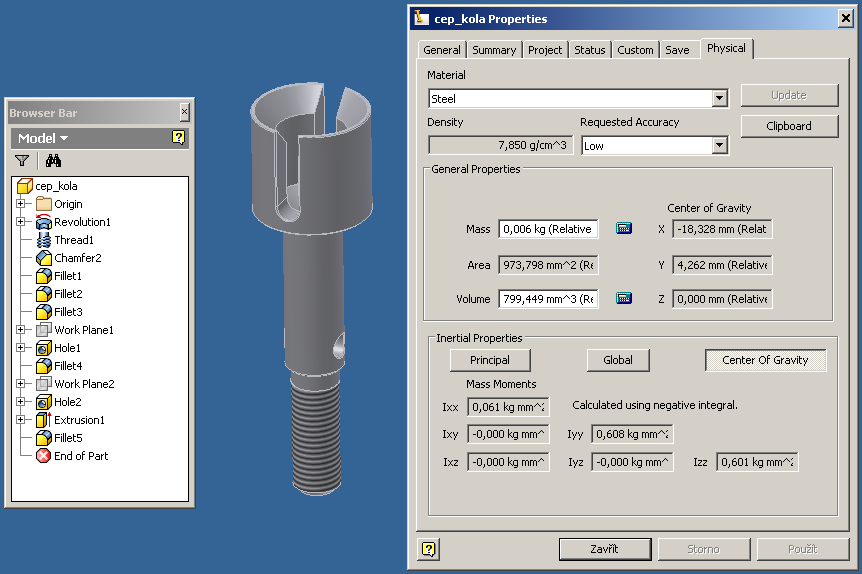 cep_kola Properties
General Summary Project Status Custom Save Physical
Material
Steel
Update
Density
Requested Accuracy
Clipboard
7,850 g/cm^3
Low
General Properties
Center of Gravity
Mass 0,006 kg (Relative X -18,328 mm (Relat
Area 973,798 mm^2 (Re Y 4,262 mm (Relative
Volume 799,449 mm^3 (Re Z 0,000 mm (Relative
Inertial Properties
Principal Global Center Of Gravity
Mass Moments
Ixx 0,061 kg mm^2 Calculated using negative integral.
Ixy -0,000 kg mm^ Iyy 0,608 kg mm^2
Ixz -0,000 kg mm^ Iyz -0,000 kg mm^ Izz 0,601 kg mm^2
Zavřít Storno Použít
Browser Bar
Model
cep_kola
Origin
Revolution1
Thread1
Chamfer2
Fillet1
Fillet2
Fillet3
Work Plane1
Hole1
Fillet4
Work Plane2
Hole2
Extrusion1
Fillet5
End of Part